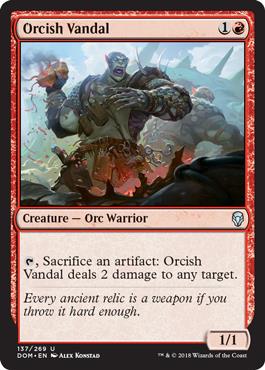 Orcish Vandal 1
Creature — Orc Warrior
, Sacrifice an artifact: Orcish
Vandal deals 2 damage to any target.
Every ancient relic is a weapon if you
throw it hard enough.
1/1
137/269 U
DOM • EN Alex Konstad
™ & © 2018 Wizards of the Coast